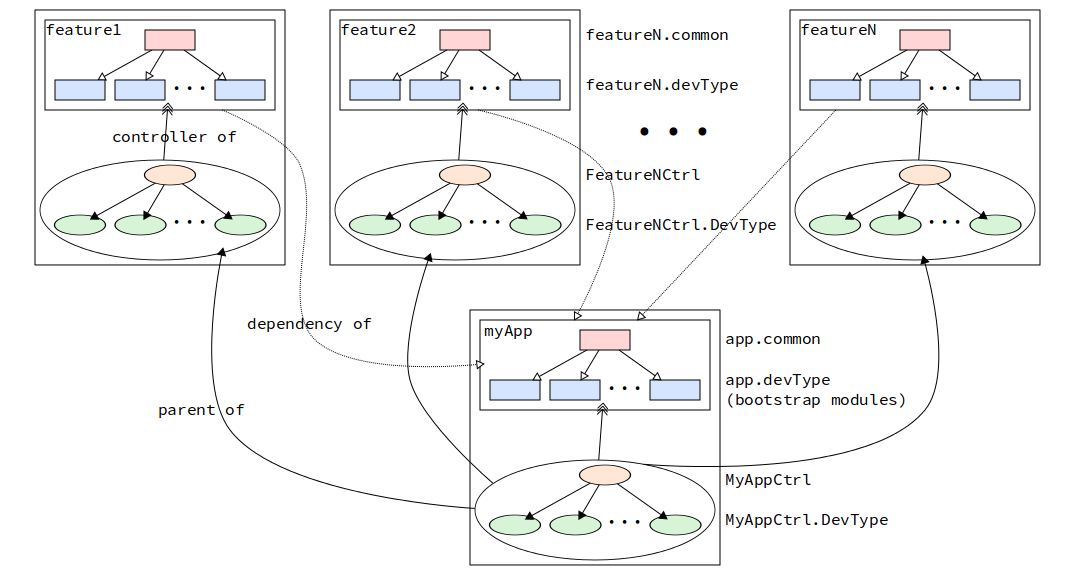 feature1
feature2
featureN
featureN.common
featureN.devType
controller of
FeatureNCtrl
FeatureNCtrl.DevType
dependency of
myApp
app.common
app.devType
(bootstrap modules)
parent of
MyAppCtrl
MyAppCtrl.DevType